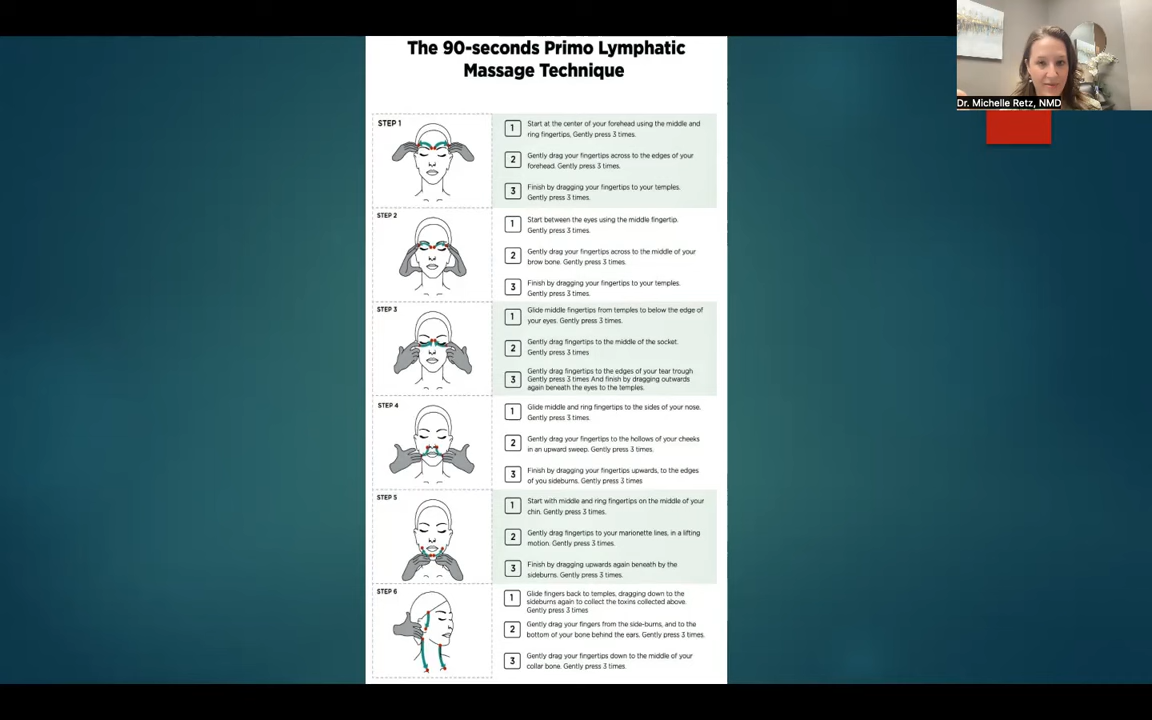 The 90-seconds Primo Lymphatic
Massage Technique
Dr. Michelle Retz, NMD
STEP 1
1
Start at the center of your forehead using the middle and
ring fingertips, Gently press 3 times.
2
Gently drag your fingertips across to the edges of your
forehead. Gently press 3 times.
3
Finish by dragging your fingertips to your temples.
Gently press 3 times.
STEP 2
1
Start between the eyes using the middle fingertip.
Gently press 3 times.
2
Gently drag your fingertips across to the middle of your
brow bone. Gently press 3 times.
3
Finish by dragging your fingertips to your temples.
Gently press 3 times.
STEP 3
1
Glide middle fingertips from temples to below the edge of
your eyes. Gently press 3 times.
2
Gently drag fingertips to the middle of the socket.
Gently press 3 times
3
Gently drag fingertips to the edges of your tear trough
Gently press 3 times And finish by dragging outwards
again beneath the eyes to the temples.
STEP 4
1
Glide middle and ring fingertips to the sides of your nose.
Gently press 3 times.
2
Gently drag your fingertips to the hollows of your cheeks
in an upward sweep. Gently press 3 times.
3
Finish by dragging your fingertips upwards, to the edges
of you sideburns. Gently press 3 times
STEP 5
1
Start with middle and ring fingertips on the middle of your
chin. Gently press 3 times.
2
Gently drag fingertips to your marionette lines, in a lifting
motion. Gently press 3 times.
3
Finish by dragging upwards again beneath by the
sideburns. Gently press 3 times.
STEP 6
1
Glide fingers back to temples, dragging down to the
sideburns again to collect the toxins collected above.
Gently press 3 times
2
Gently drag your fingers from the side-burns, and to the
bottom of your bone behind the ears. Gently press 3 times.
3
Gently drag your fingertips down to the middle of your
collar bone. Gently press 3 times